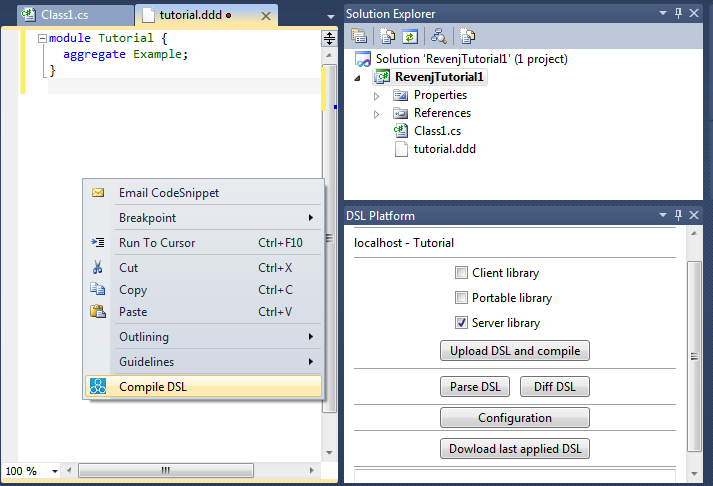 Class1.cs
tutorial.ddd
module Tutorial {
aggregate Example;
}
Email CodeSnippet
Breakpoint
Run To Cursor Ctrl+F10
Cut Ctrl+X
Copy Ctrl+C
Paste Ctrl+V
Outlining
Guidelines
Compile DSL
100 %
Solution Explorer
Solution 'RevenjTutorial1' (1 project)
RevenjTutorial1
Properties
References
Class1.cs
tutorial.ddd
DSL Platform
localhost - Tutorial
Client library
Portable library
Server library
Upload DSL and compile
Parse DSL Diff DSL
Configuration
Dowload last applied DSL